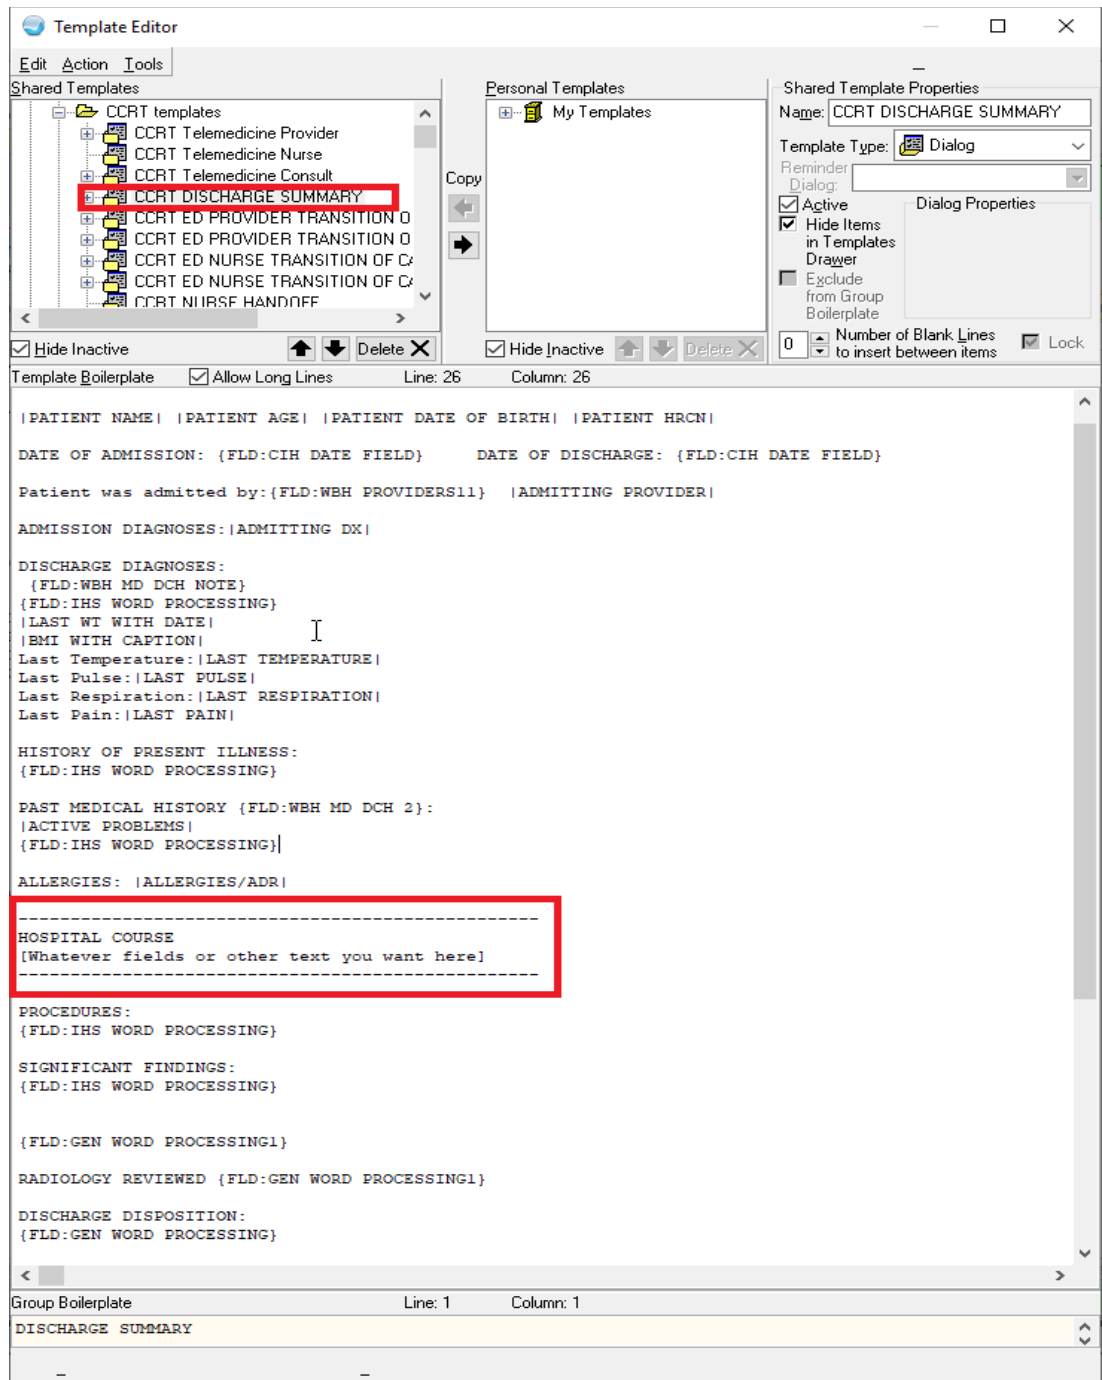 Template Editor
Edit Action Tools
Shared Templates
CCRT templates
CCRT Telemedicine Provider
CCRT Telemedicine Nurse
CCRT Telemedicine Consult
CCRT DISCHARGE SUMMARY
CCRT ED PROVIDER TRANSITION O
CCRT ED PROVIDER TRANSITION O
CCRT ED NURSE TRANSITION OF CA
CCRT ED NURSE TRANSITION OF CA
CCRT NURSE HANDOFF
Hide Inactive
Delete
Copy
Personal Templates
My Templates
Hide Inactive
Delete
Shared Template Properties
Name: CCRT DISCHARGE SUMMARY
Template Type: Dialog
Reminder
Dialog:
Active
Hide Items
in Templates
Drawer
Exclude
from Group
Boilerplate
Dialog Properties
0 Number of Blank Lines
to insert between items
Lock
Template Boilerplate Allow Long Lines Line: 26 Column: 26
|PATIENT NAME| |PATIENT AGE| |PATIENT DATE OF BIRTH| |PATIENT HRCN|
DATE OF ADMISSION: {FLD:CIH DATE FIELD} DATE OF DISCHARGE: {FLD:CIH DATE FIELD}
Patient was admitted by:{FLD:WBH PROVIDERS11} |ADMITTING PROVIDER|
ADMISSION DIAGNOSES:|ADMITTING DX|
DISCHARGE DIAGNOSES:
{FLD:WBH MD DCH NOTE}
{FLD:IHS WORD PROCESSING}
|LAST WT WITH DATE|
|BMI WITH CAPTION|
Last Temperature:|LAST TEMPERATURE|
Last Pulse:|LAST PULSE|
Last Respiration:|LAST RESPIRATION|
Last Pain:|LAST PAIN|
HISTORY OF PRESENT ILLNESS:
{FLD:IHS WORD PROCESSING}
PAST MEDICAL HISTORY {FLD:WBH MD DCH 2}:
|ACTIVE PROBLEMS|
{FLD:IHS WORD PROCESSING}
ALLERGIES: |ALLERGIES/ADR|
--------------------------------------------------
HOSPITAL COURSE
[Whatever fields or other text you want here]
--------------------------------------------------
PROCEDURES:
{FLD:IHS WORD PROCESSING}
SIGNIFICANT FINDINGS:
{FLD:IHS WORD PROCESSING}
{FLD:GEN WORD PROCESSING1}
RADIOLOGY REVIEWED {FLD:GEN WORD PROCESSING1}
DISCHARGE DISPOSITION:
{FLD:GEN WORD PROCESSING}
Group Boilerplate Line: 1 Column: 1
DISCHARGE SUMMARY